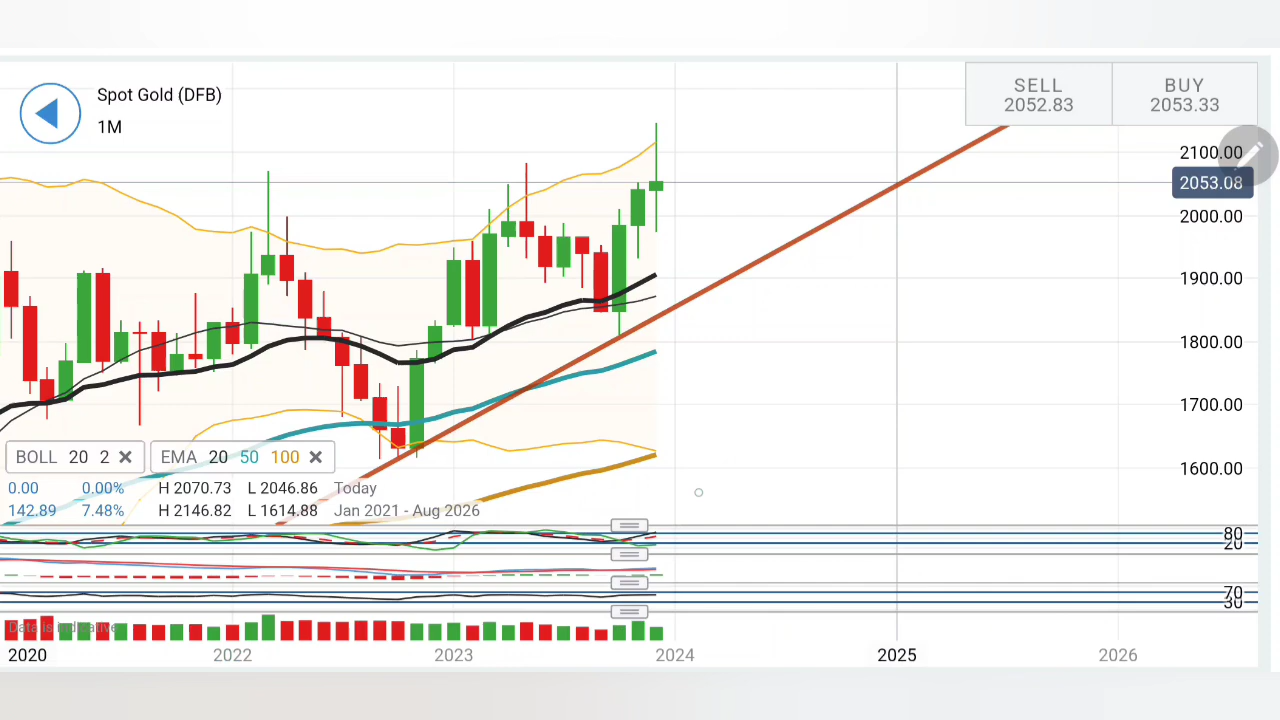 Spot Gold (DFB)
1M
SELL
2052.83
BUY
2053.33
2100.00
2053.08
2000.00
1900.00
1800.00
1700.00
1600.00
BOLL 20 2
EMA 20 50 100
0.00 0.00% H 2070.73 L 2046.86 Today
142.89 7.48% H 2146.82 L 1614.88 Jan 2021 - Aug 2026
80
20
70
30
Data is indicative
2020 2022 2023 2024 2025 2026